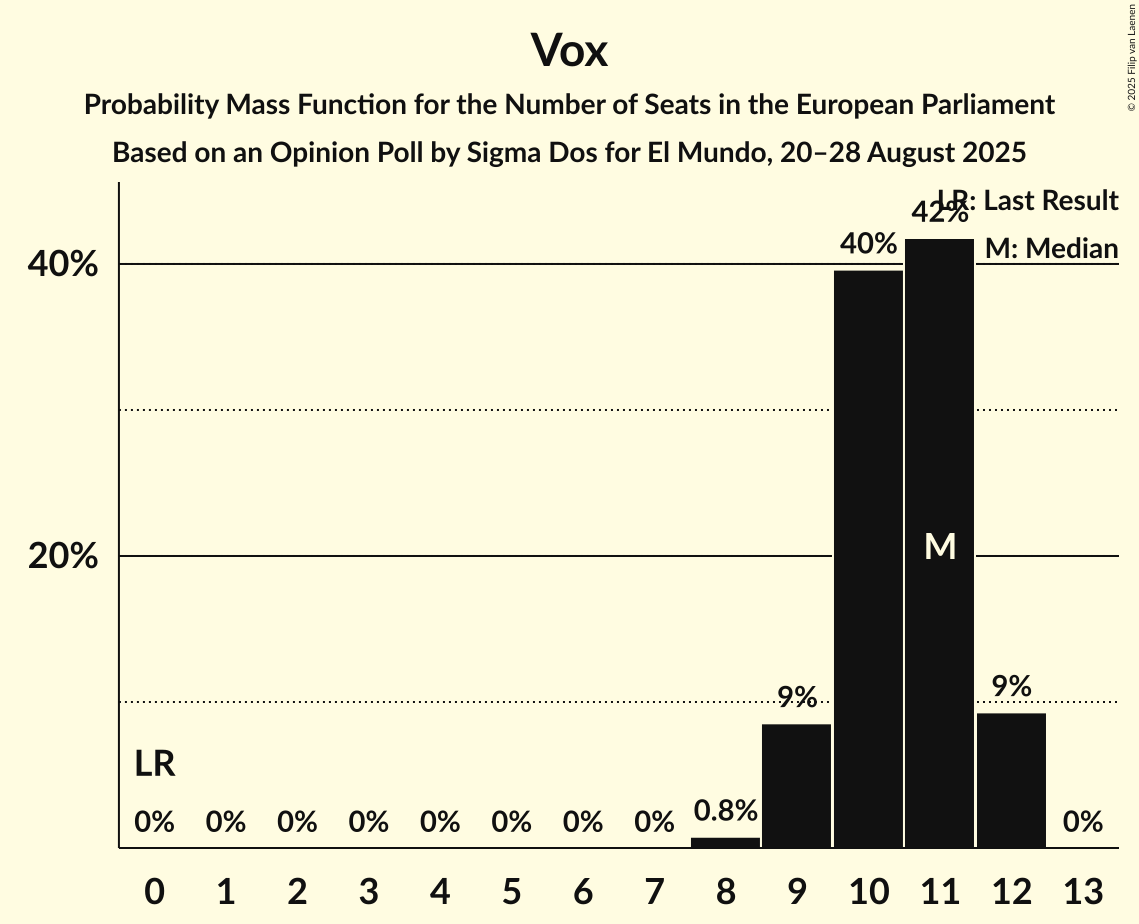 Vox
Probability Mass Function for the Number of Seats in the European Parliament
Based on an Opinion Poll by Sigma Dos for El Mundo, 20–28 August 2025
© 2025 Filip van Laenen
LR: Last Result
M: Median
40%
20%
LR
0% 0% 0% 0% 0% 0% 0% 0% 0.8% 9% 40% 42% 9% 0%
M
0 1 2 3 4 5 6 7 8 9 10 11 12 13